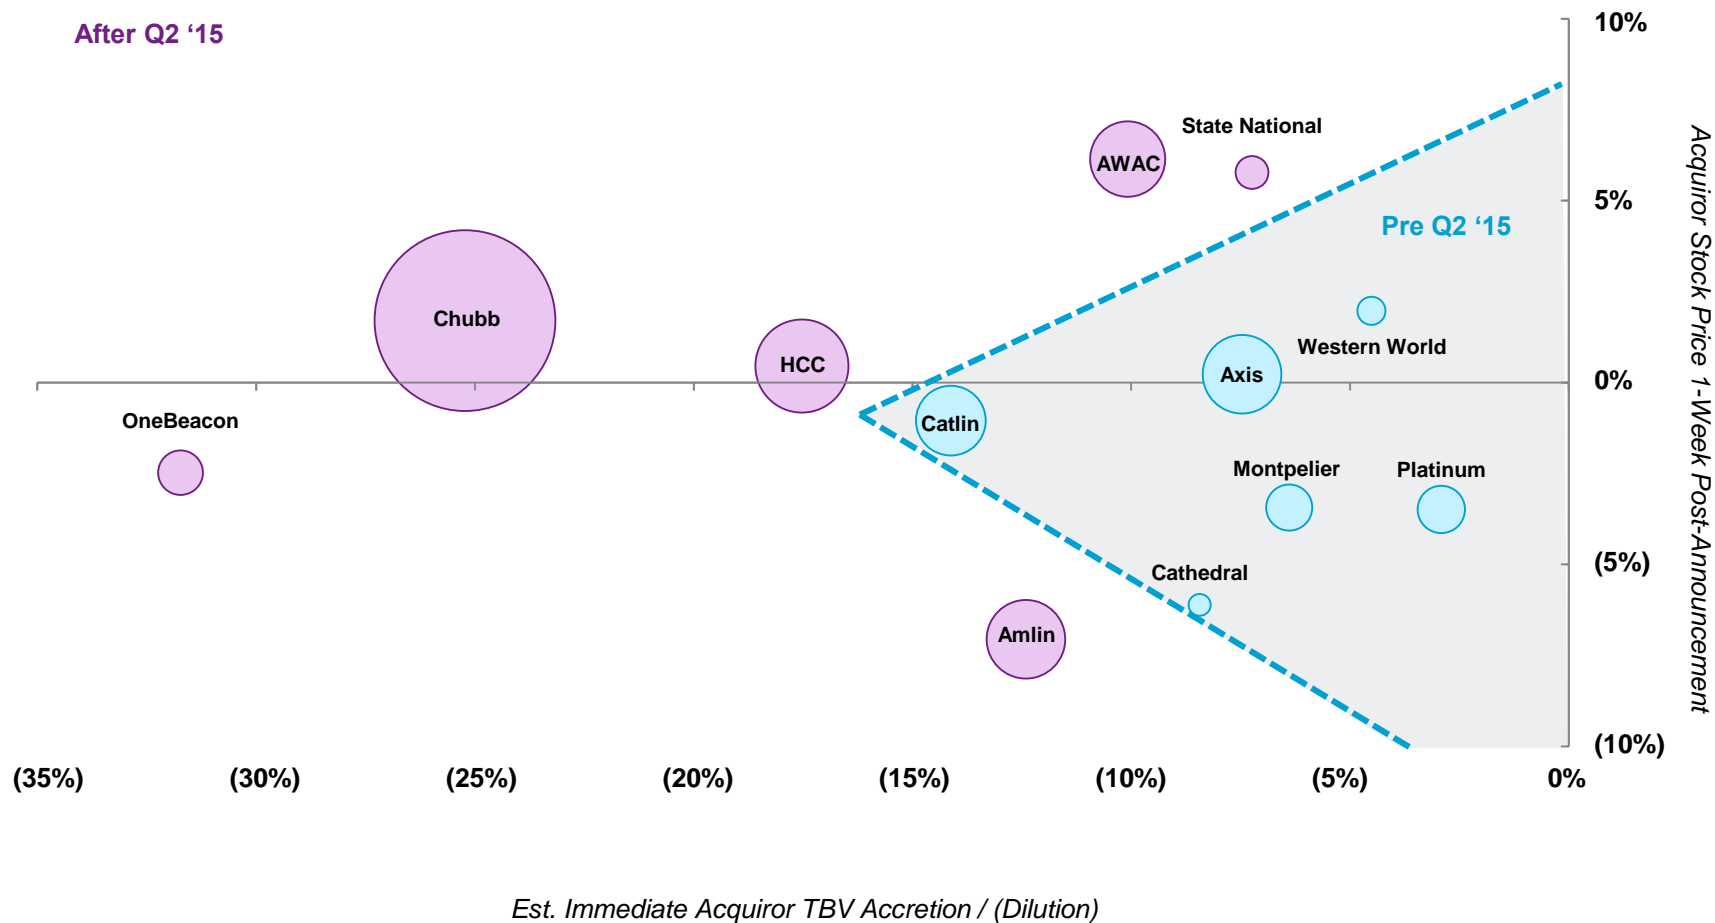 After Q2 ‘15
10%
State National
AWAC
5%
Pre Q2 ‘15
Chubb
Western World
HCC
Axis
0%
OneBeacon
Catlin
Montpelier
Platinum
Cathedral
(5%)
Amlin
(10%)
Acquiror Stock Price 1-Week Post-Announcement
(35%) (30%) (25%) (20%) (15%) (10%) (5%) 0%
Est. Immediate Acquiror TBV Accretion / (Dilution)